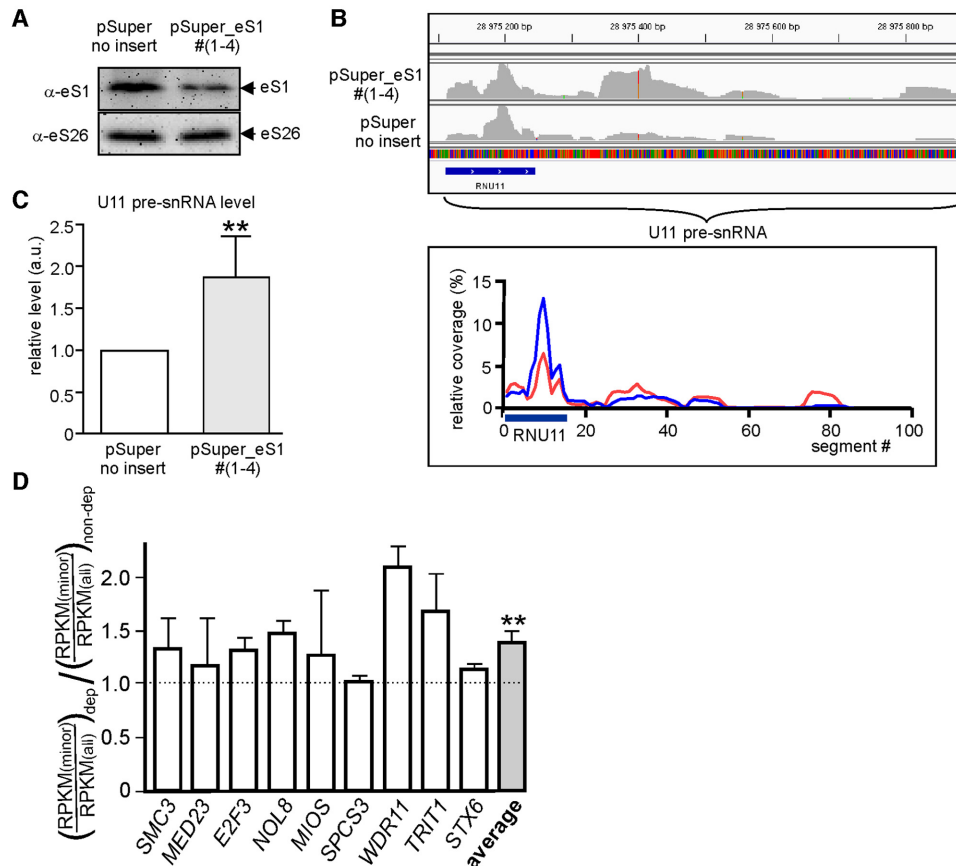 A
pSuper
no insert
pSuper_eS1
#(1-4)
α-eS1
eS1
α-eS26
eS26
B
28 975 200 bp
28 975 400 bp
28 975 600 bp
28 975 800 bp
pSuper_eS1
#(1-4)
pSuper
no insert
RNU11
U11 pre-snRNA
relative coverage (%)
15
10
5
0
0
20
40
60
80
100
RNU11
segment #
C
U11 pre-snRNA level
relative level (a.u.)
2.5
2.0
1.5
1.0
0.5
0
**
pSuper
no insert
pSuper_eS1
#(1-4)
D
(RPKM(minor)
RPKM(all))dep / (RPKM(minor)
RPKM(all))non-dep
2.0
1.5
1.0
0.5
0
**
SMC3
MED23
E2F3
NOL8
MIOS
SPCS3
WDR11
TRIT1
STX6
average